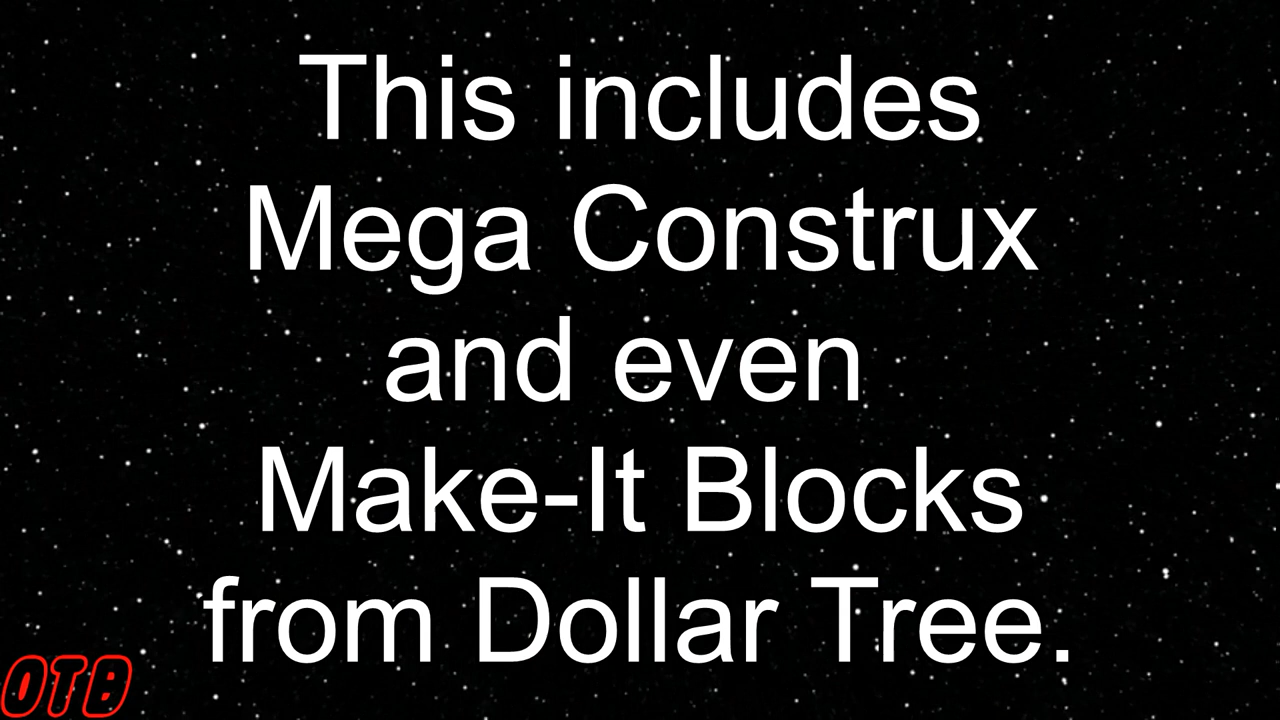 This includes
Mega Construx
and even
Make-It Blocks
from Dollar Tree.
OTB